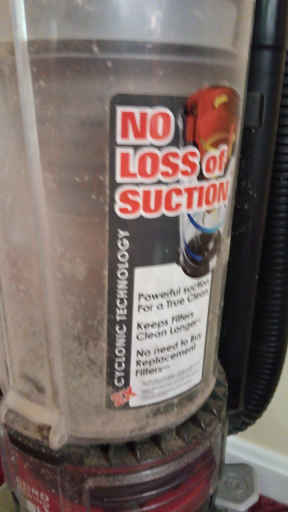 NO
LOSS of
SUCTION
CYCLONIC TECHNOLOGY
Powerful suction
For a True Clean
Keeps Filters
Clean Longer
No need to Buy
Replacement
Filters